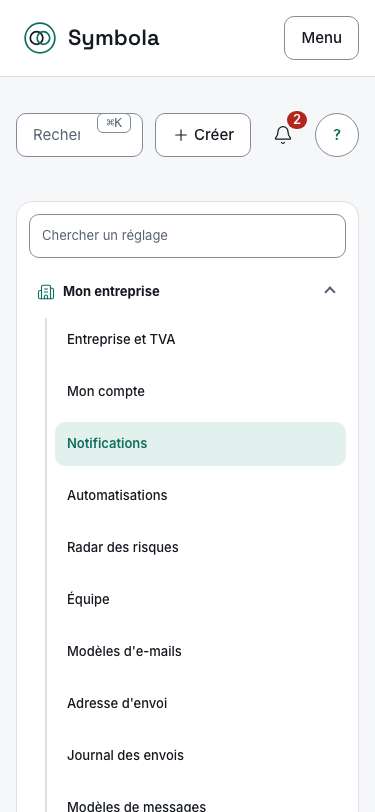 Symbola
Menu
Recher
⌘K
+ Créer
2
?
Chercher un réglage
Mon entreprise
Entreprise et TVA
Mon compte
Notifications
Automatisations
Radar des risques
Équipe
Modèles d'e-mails
Adresse d'envoi
Journal des envois
Modèles de messages